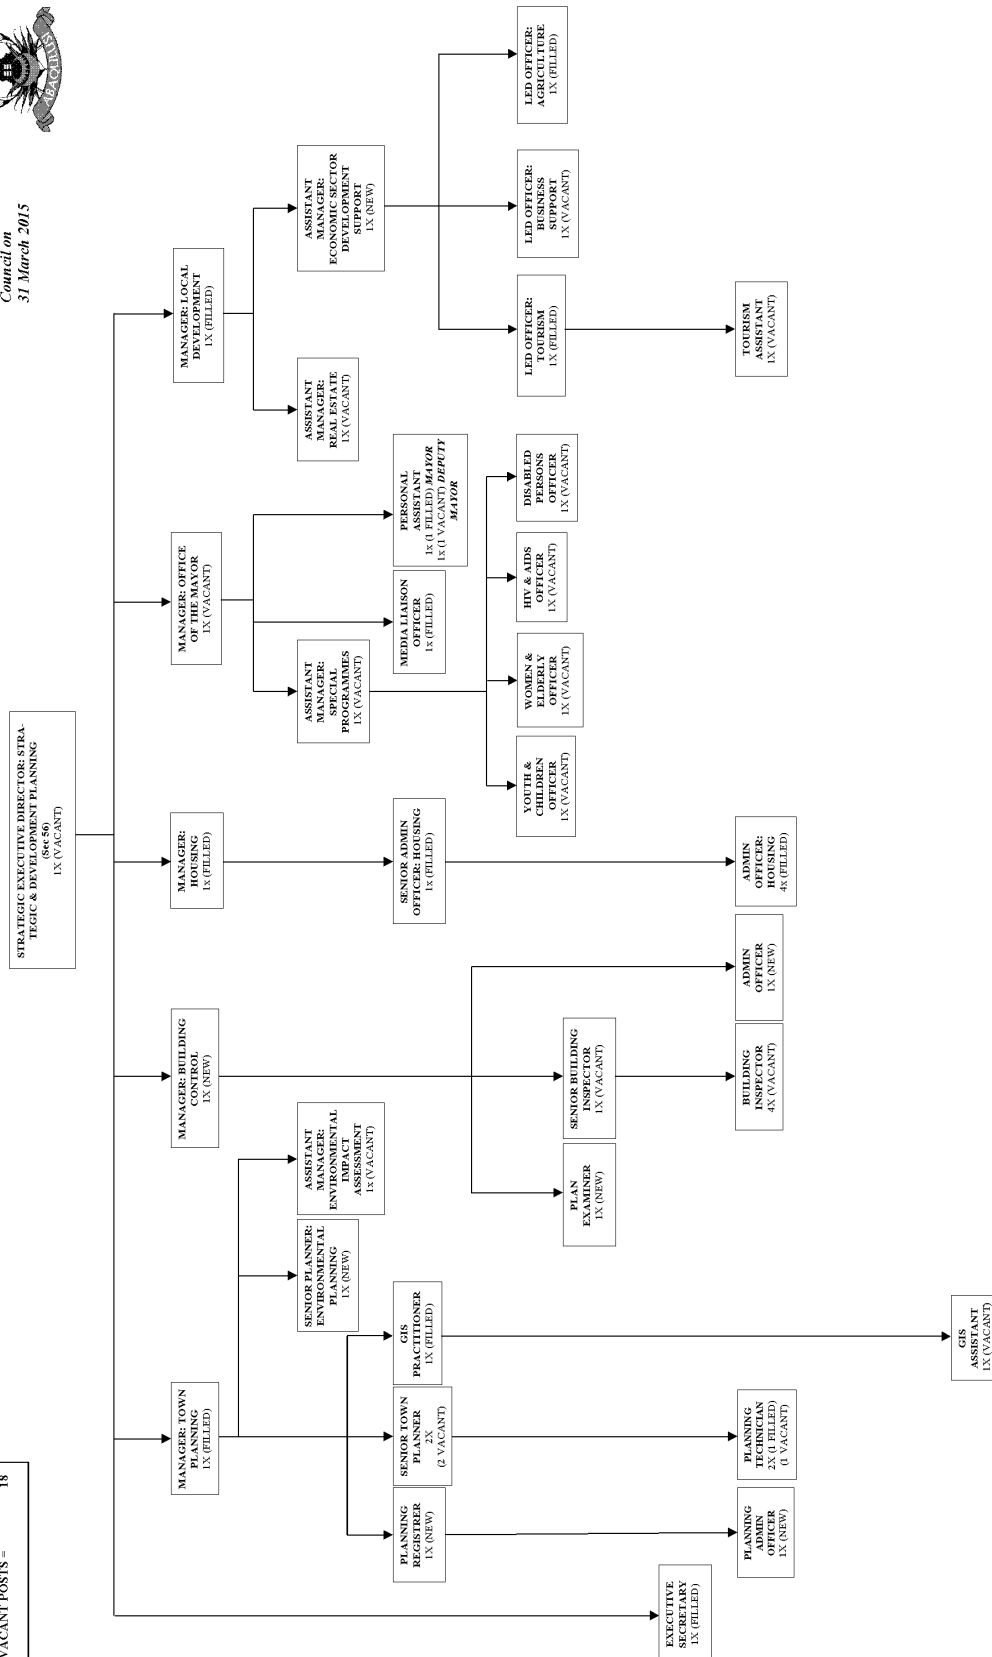 ABAQULUSI
Council on
31 March 2015
VACANT POSTS = 18
STRATEGIC EXECUTIVE DIRECTOR: STRA-
TEGIC & DEVELOPMENT PLANNING
(Sec 56)
1X (VACANT)
MANAGER: TOWN
PLANNING
1X (FILLED)
MANAGER: BUILDING
CONTROL
1X (NEW)
MANAGER:
HOUSING
1x (FILLED)
MANAGER: OFFICE
OF THE MAYOR
1X (VACANT)
MANAGER: LOCAL
DEVELOPMENT
1X (FILLED)
SENIOR PLANNER:
ENVIRONMENTAL
PLANNING
1X (NEW)
ASSISTANT
MANAGER:
ENVIRONMENTAL
IMPACT
ASSESSMENT
1x (VACANT)
ASSISTANT
MANAGER:
SPECIAL
PROGRAMMES
1X (VACANT)
ASSISTANT
MANAGER:
REAL ESTATE
1X (VACANT)
ASSISTANT
MANAGER:
ECONOMIC SECTOR
DEVELOPMENT
SUPPORT
1X (NEW)
PLANNING
REGISTRER
1X (NEW)
SENIOR TOWN
PLANNER
2X
(2 VACANT)
GIS
PRACTITIONER
1X (FILLED)
SENIOR ADMIN
OFFICER: HOUSING
1x (FILLED)
MEDIA LIAISON
OFFICER
1x (FILLED)
PERSONAL
ASSISTANT
1x (1 FILLED) MAYOR
1x (1 VACANT) DEPUTY
MAYOR
YOUTH &
CHILDREN
OFFICER
1X (VACANT)
WOMEN &
ELDERLY
OFFICER
1X (VACANT)
HIV & AIDS
OFFICER
1X (VACANT)
DISABLED
PERSONS
OFFICER
1X (VACANT)
LED OFFICER:
TOURISM
1X (FILLED)
LED OFFICER:
BUSINESS
SUPPORT
1X (VACANT)
LED OFFICER:
AGRICULTURE
1X (FILLED)
PLAN
EXAMINER
1X (NEW)
SENIOR BUILDING
INSPECTOR
1X (VACANT)
EXECUTIVE
SECRETARY
1X (FILLED)
PLANNING
ADMIN
OFFICER
1X (NEW)
PLANNING
TECHNICIAN
2X (1 FILLED)
(1 VACANT)
BUILDING
INSPECTOR
4X (VACANT)
ADMIN
OFFICER
1X (NEW)
ADMIN
OFFICER:
HOUSING
4x (FILLED)
TOURISM
ASSISTANT
1X (VACANT)
GIS
ASSISTANT
1X (VACANT)